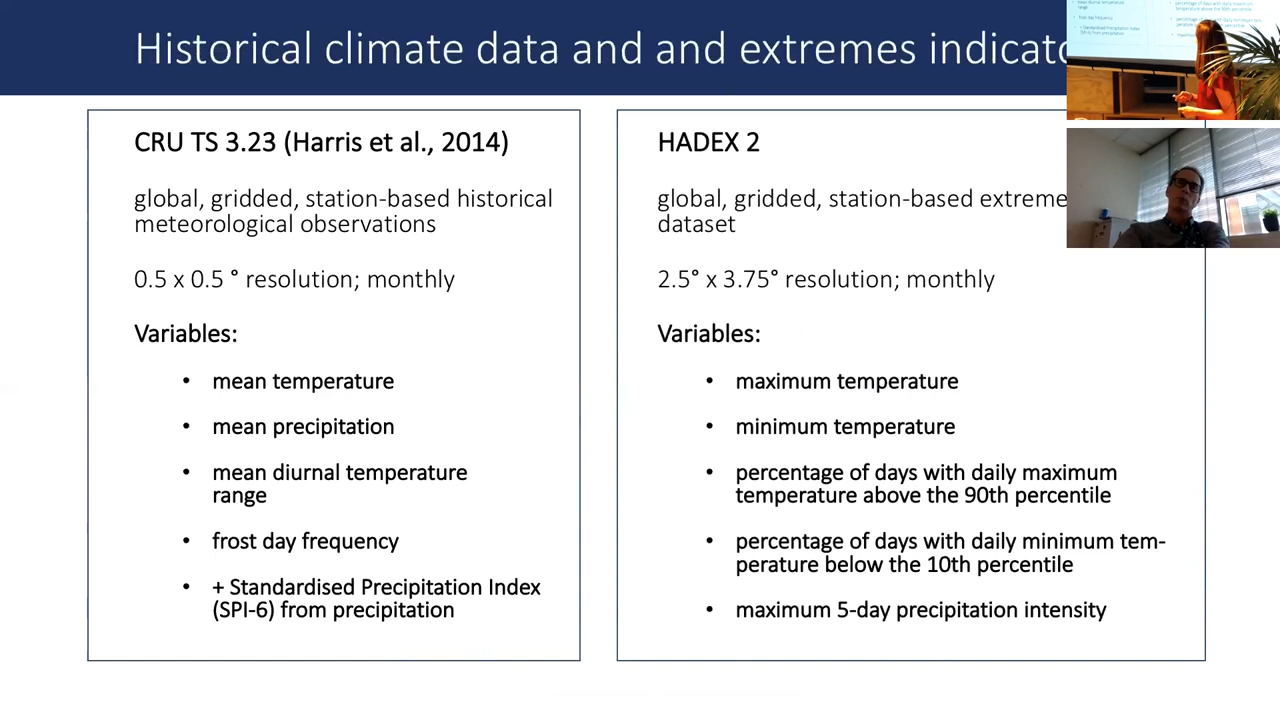 Historical climate data and and extremes indicato
CRU TS 3.23 (Harris et al., 2014)
global, gridded, station-based historical
meteorological observations
0.5 x 0.5 ° resolution; monthly
Variables:
• mean temperature
• mean precipitation
• mean diurnal temperature
range
• frost day frequency
• + Standardised Precipitation Index
(SPI-6) from precipitation
HADEX 2
global, gridded, station-based extreme
dataset
2.5° x 3.75° resolution; monthly
Variables:
• maximum temperature
• minimum temperature
• percentage of days with daily maximum
temperature above the 90th percentile
• percentage of days with daily minimum tem-
perature below the 10th percentile
• maximum 5-day precipitation intensity